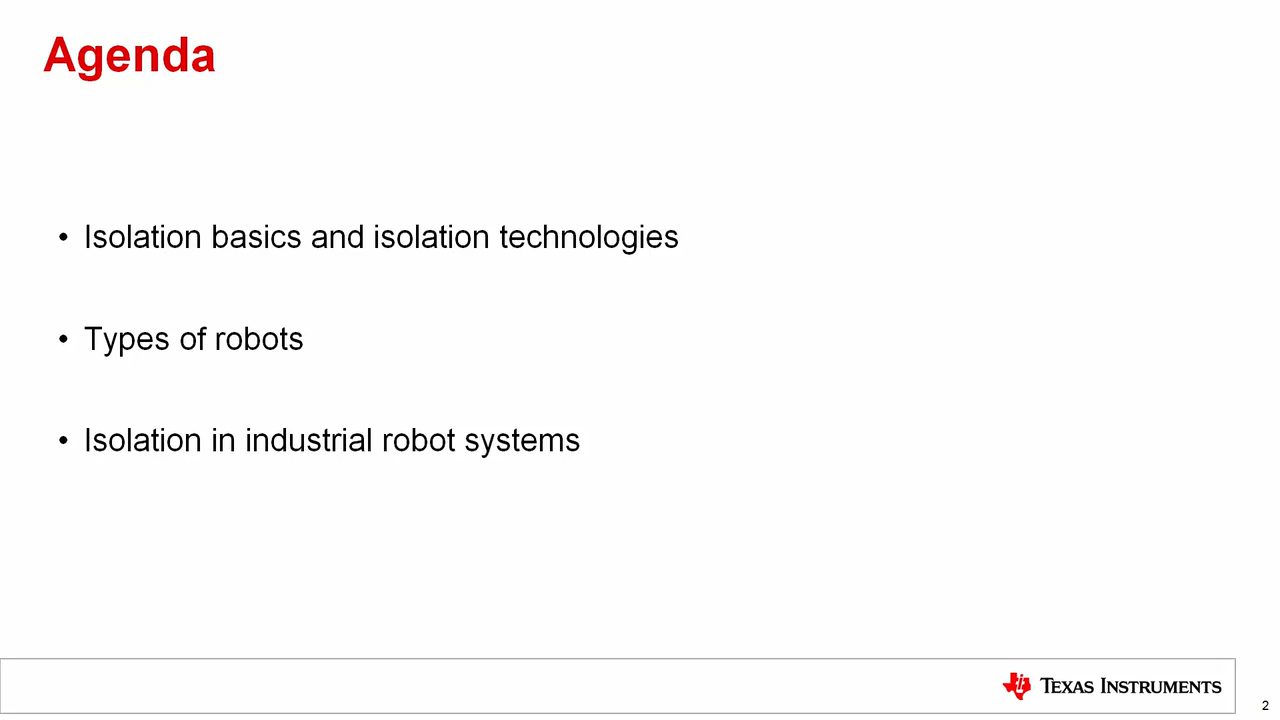 Agenda
• Isolation basics and isolation technologies
• Types of robots
• Isolation in industrial robot systems
TEXAS INSTRUMENTS
2